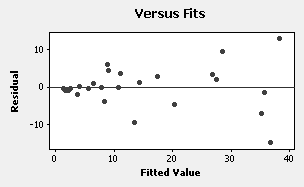 Versus Fits
10
0
-10
Residual
0 10 20 30 40
Fitted Value